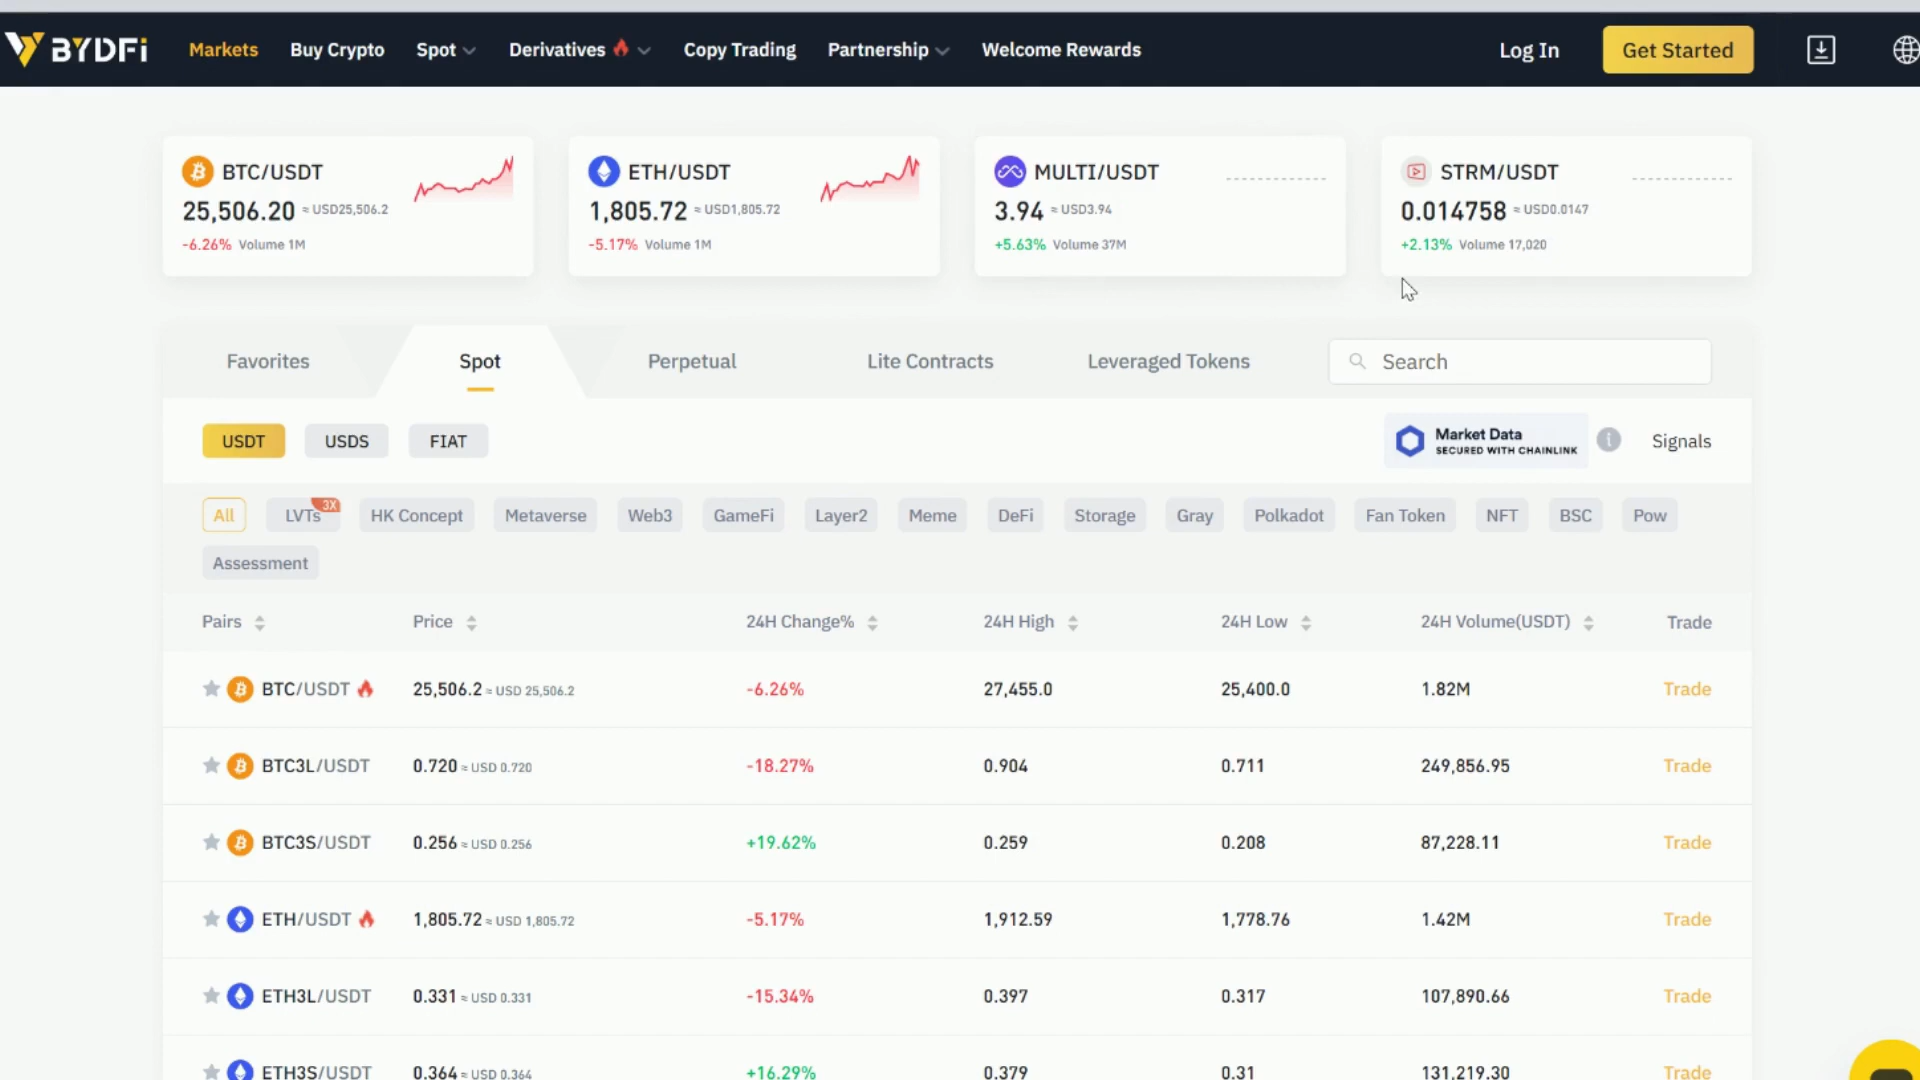 BYDFi Markets Buy Crypto Spot Derivatives Copy Trading Partnership Welcome Rewards Log In Get Started
BTC/USDT
25,506.20 ≈ USD25,506.2
-6.26% Volume 1M
ETH/USDT
1,805.72 ≈ USD1,805.72
-5.17% Volume 1M
MULTI/USDT
3.94 ≈ USD3.94
+5.63% Volume 37M
STRM/USDT
0.014758 ≈ USD0.0147
+2.13% Volume 17,020
Favorites Spot Perpetual Lite Contracts Leveraged Tokens Search
USDT USDS FIAT
Market Data
SECURED WITH CHAINLINK
Signals
All LVTs 3X HK Concept Metaverse Web3 GameFi Layer2 Meme DeFi Storage Gray Polkadot Fan Token NFT BSC Pow
Assessment
Pairs Price 24H Change% 24H High 24H Low 24H Volume(USDT) Trade
BTC/USDT 25,506.2 ≈ USD 25,506.2 -6.26% 27,455.0 25,400.0 1.82M Trade
BTC3L/USDT 0.720 ≈ USD 0.720 -18.27% 0.904 0.711 249,856.95 Trade
BTC3S/USDT 0.256 ≈ USD 0.256 +19.62% 0.259 0.208 87,228.11 Trade
ETH/USDT 1,805.72 ≈ USD 1,805.72 -5.17% 1,912.59 1,778.76 1.42M Trade
ETH3L/USDT 0.331 ≈ USD 0.331 -15.34% 0.397 0.317 107,890.66 Trade
ETH3S/USDT 0.364 ≈ USD 0.364 +16.29% 0.379 0.31 131,219.30 Trade